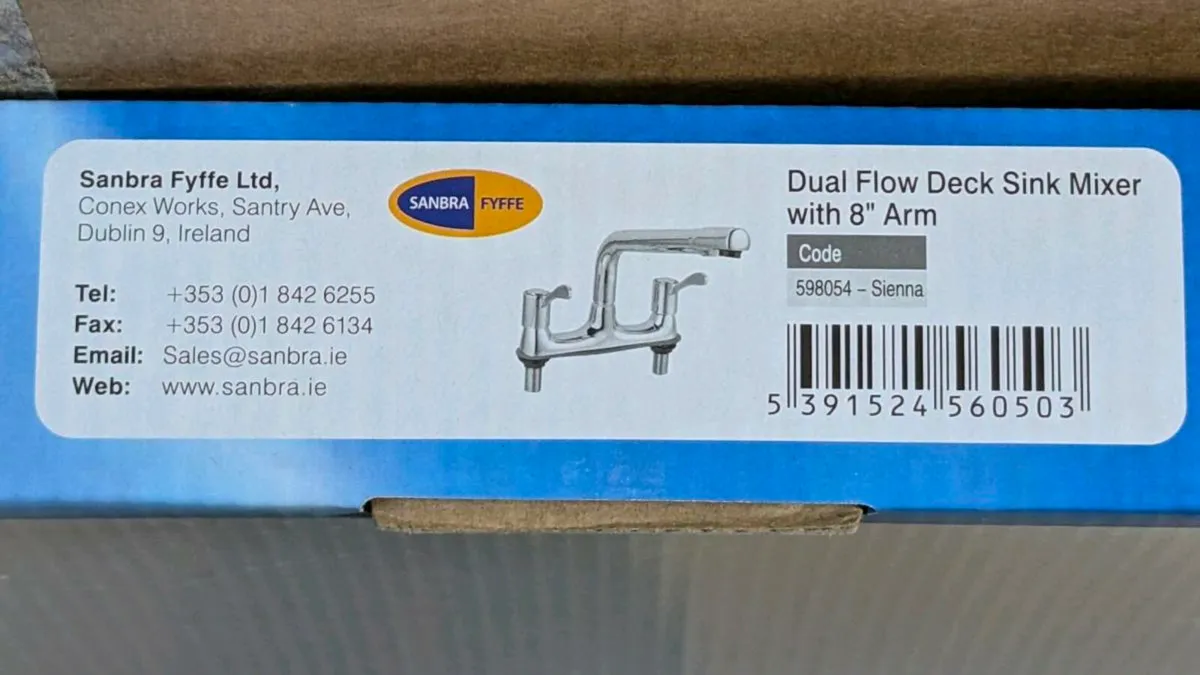 Sanbra Fyffe Ltd,
Conex Works, Santry Ave,
Dublin 9, Ireland
Tel: +353 (0)1 842 6255
Fax: +353 (0)1 842 6134
Email: Sales@sanbra.ie
Web: www.sanbra.ie
SANBRA FYFFE
Dual Flow Deck Sink Mixer
with 8" Arm
Code
598054 – Sienna
5 391524 560503